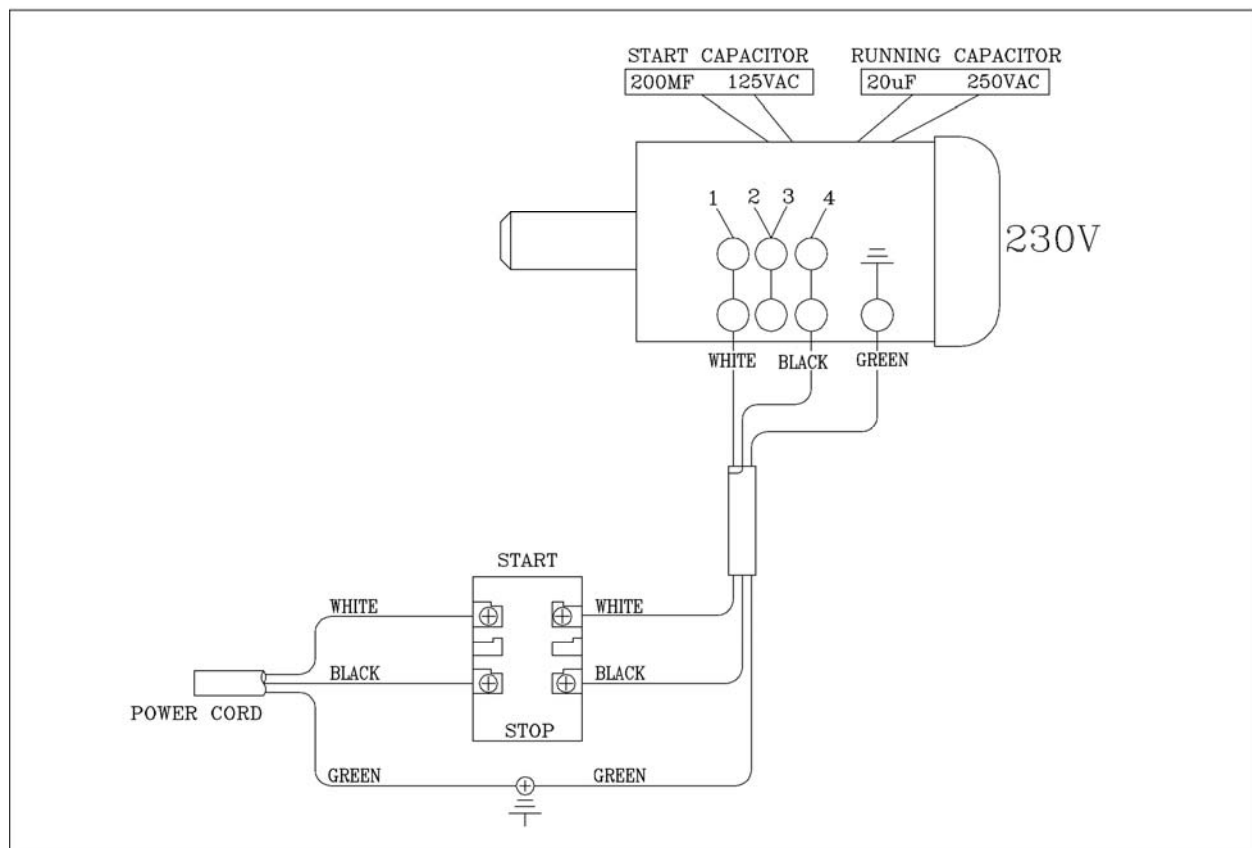 START CAPACITOR
200MF 125VAC
RUNNING CAPACITOR
20uF 250VAC
1 2 3 4
230V
WHITE BLACK GREEN
START
WHITE WHITE
BLACK BLACK
POWER CORD
STOP
GREEN GREEN